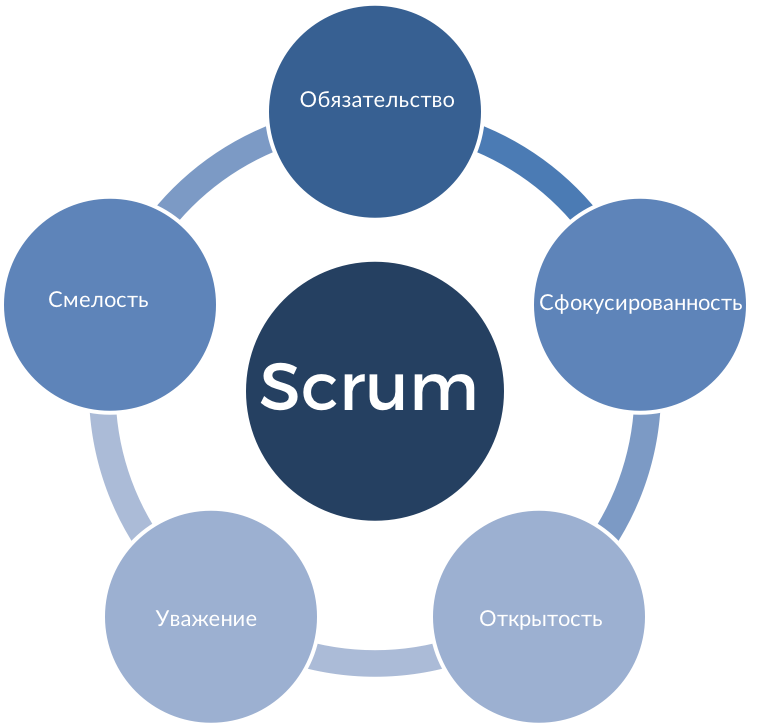 Обязательство
Смелость
Сфокусированность
Scrum
Уважение
Открытость